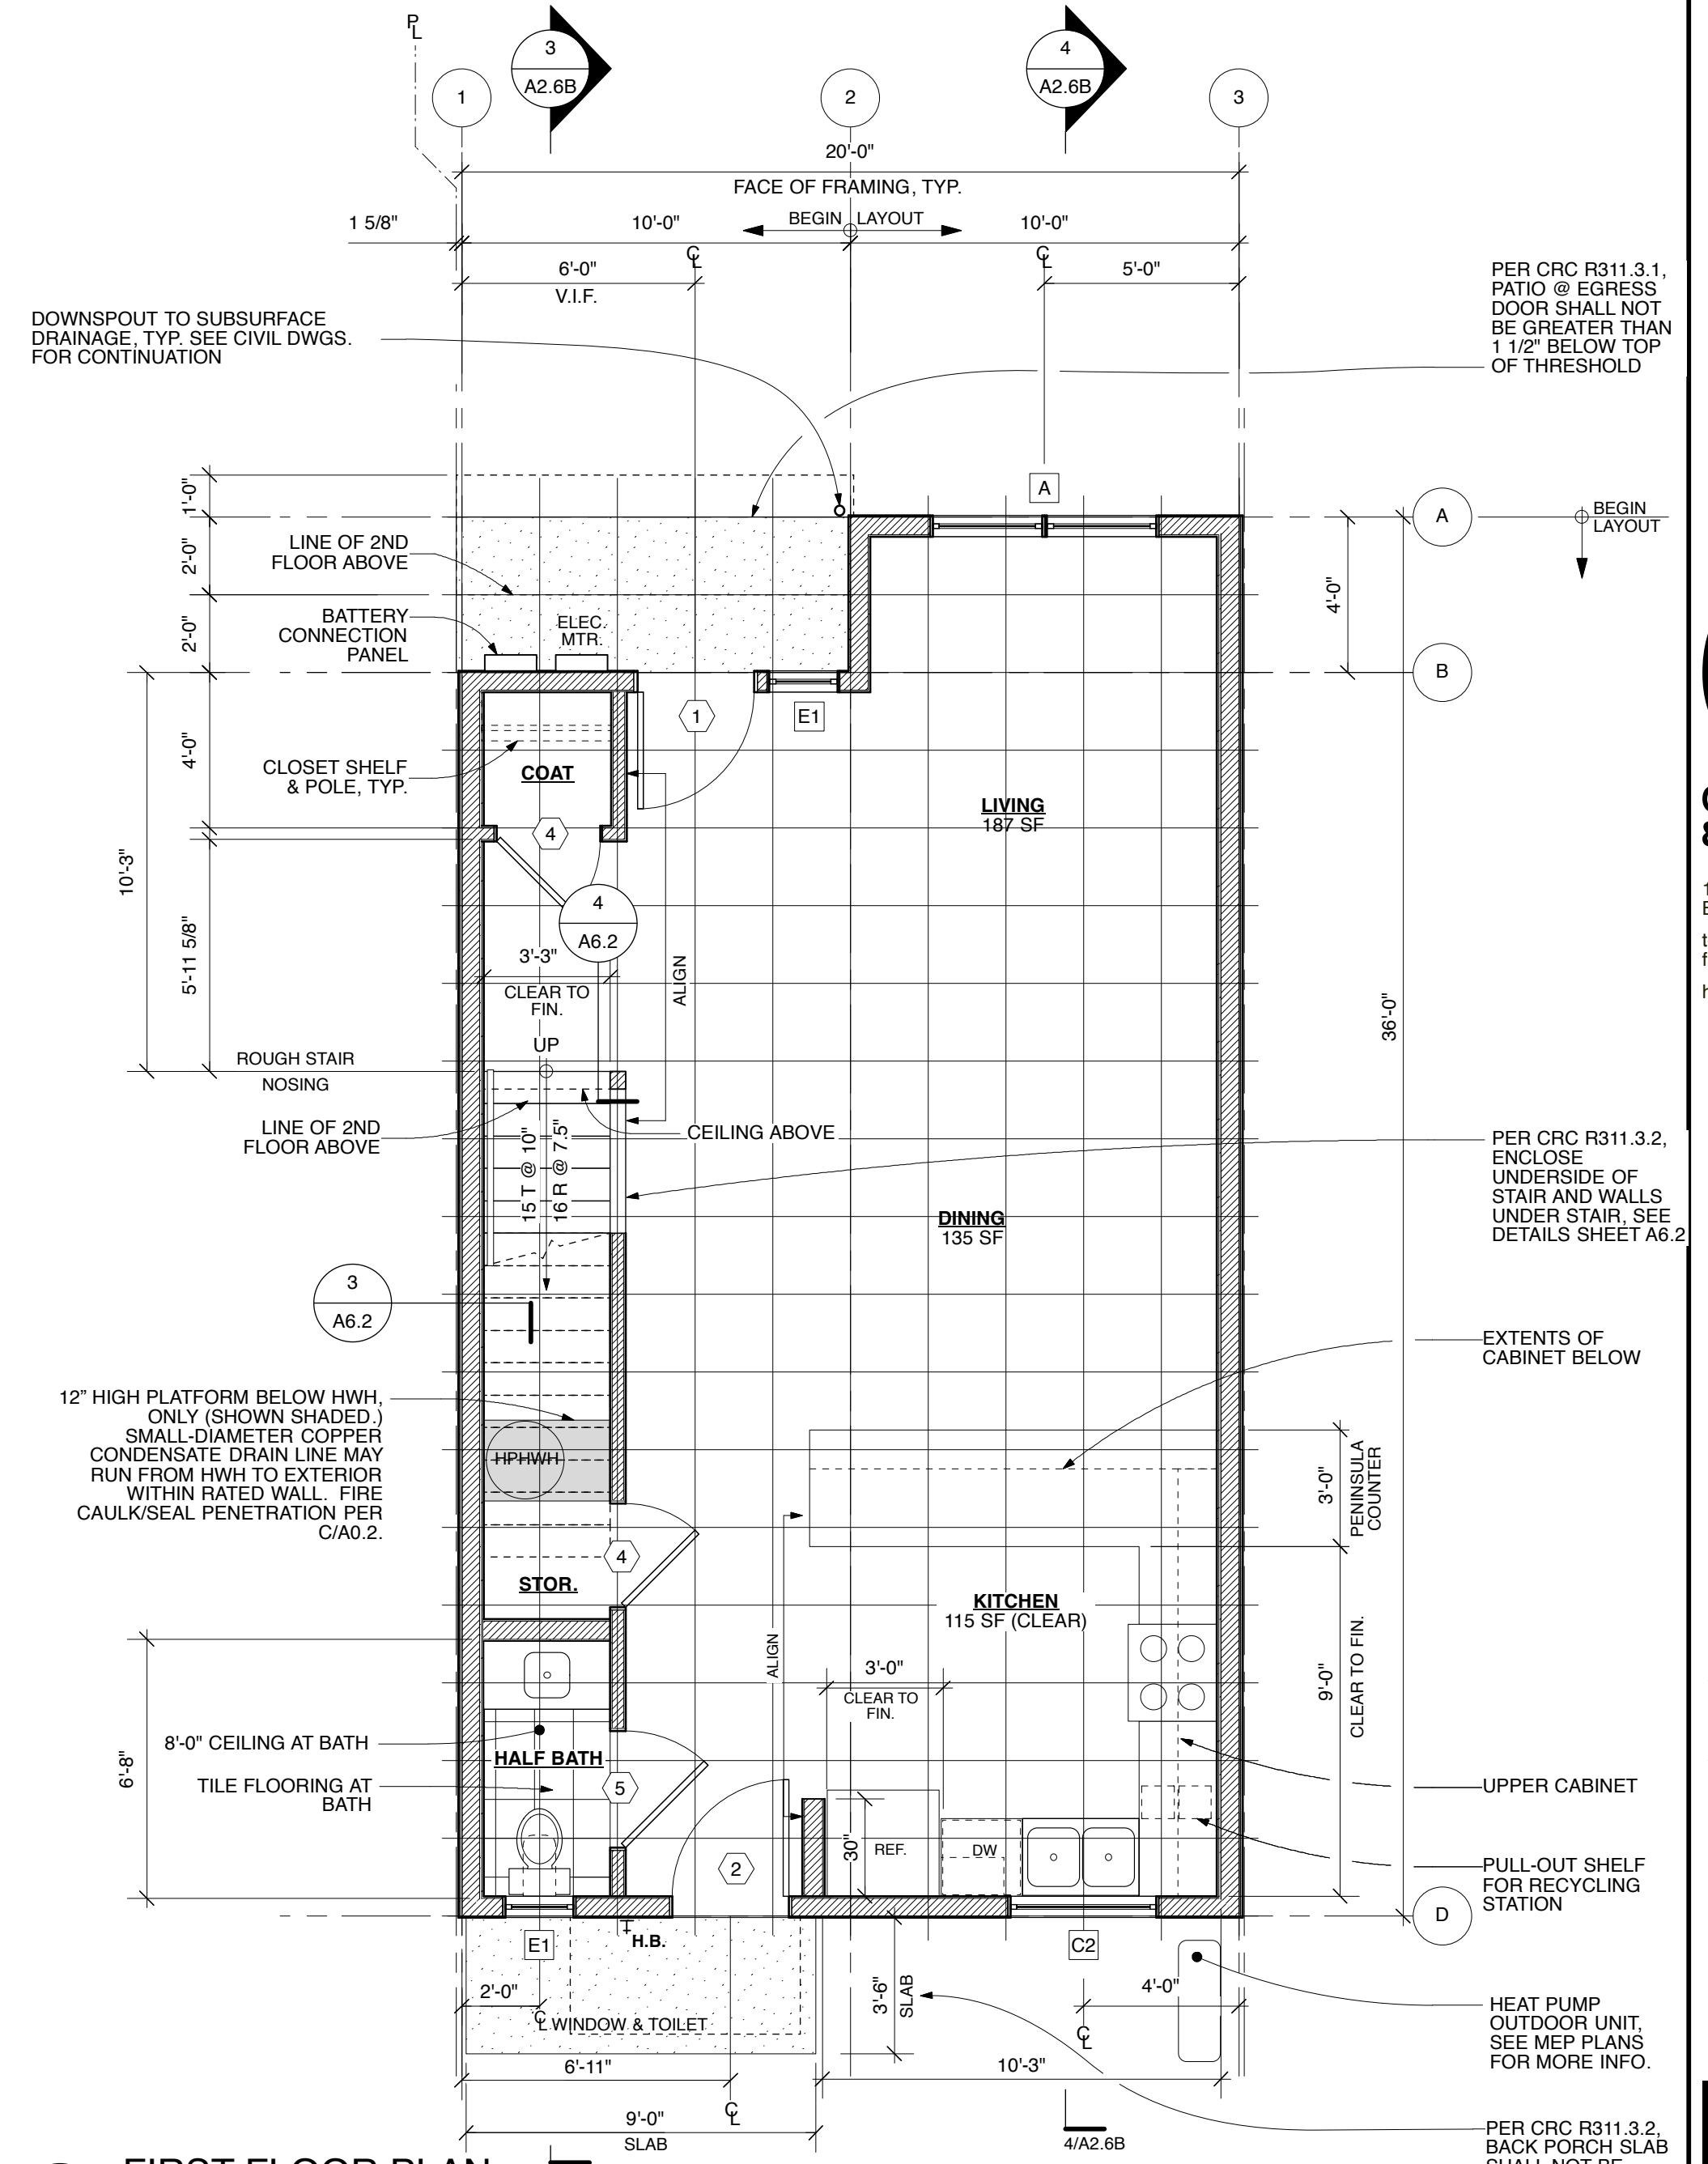 PL
3
A2.6B
4
A2.6B
1
2
3
20'-0"
FACE OF FRAMING, TYP.
1 5/8"
10'-0"
BEGIN LAYOUT
10'-0"
6'-0"
CL
V.I.F.
CL
5'-0"
PER CRC R311.3.1,
PATIO @ EGRESS
DOOR SHALL NOT
BE GREATER THAN
1 1/2" BELOW TOP
OF THRESHOLD
DOWNSPOUT TO SUBSURFACE
DRAINAGE, TYP. SEE CIVIL DWGS.
FOR CONTINUATION
A
A
BEGIN
LAYOUT
1'-0"
2'-0"
2'-0"
LINE OF 2ND
FLOOR ABOVE
BATTERY
CONNECTION
PANEL
ELEC.
MTR.
4'-0"
B
1
E1
4'-0"
CLOSET SHELF
& POLE, TYP.
COAT
LIVING
187 SF
4
10'-3"
4
A6.2
5'-11 5/8"
3'-3"
CLEAR TO
FIN.
ALIGN
36'-0"
UP
ROUGH STAIR
NOSING
LINE OF 2ND
FLOOR ABOVE
CEILING ABOVE
15 T @ 10"
16 R @ 7.5"
PER CRC R311.3.2,
ENCLOSE
UNDERSIDE OF
STAIR AND WALLS
UNDER STAIR, SEE
DETAILS SHEET A6.2
DINING
135 SF
3
A6.2
EXTENTS OF
CABINET BELOW
12” HIGH PLATFORM BELOW HWH,
ONLY (SHOWN SHADED.)
SMALL-DIAMETER COPPER
CONDENSATE DRAIN LINE MAY
RUN FROM HWH TO EXTERIOR
WITHIN RATED WALL. FIRE
CAULK/SEAL PENETRATION PER
C/A0.2.
HPHWH
3'-0"
PENINSULA
COUNTER
4
STOR.
KITCHEN
115 SF (CLEAR)
ALIGN
3'-0"
CLEAR TO
FIN.
9'-0"
CLEAR TO FIN.
6'-8"
8'-0" CEILING AT BATH
HALF BATH
TILE FLOORING AT
BATH
5
UPPER CABINET
30"
REF.
DW
2
PULL-OUT SHELF
FOR RECYCLING
STATION
D
E1
H.B.
C2
2'-0"
CL WINDOW & TOILET
3'-6"
SLAB
4'-0"
CL
HEAT PUMP
OUTDOOR UNIT,
SEE MEP PLANS
FOR MORE INFO.
6'-11"
10'-3"
CL
9'-0"
SLAB
4/A2.6B
PER CRC R311.3.2,
BACK PORCH SLAB
SHALL NOT BE
FIRST FLOOR PLAN